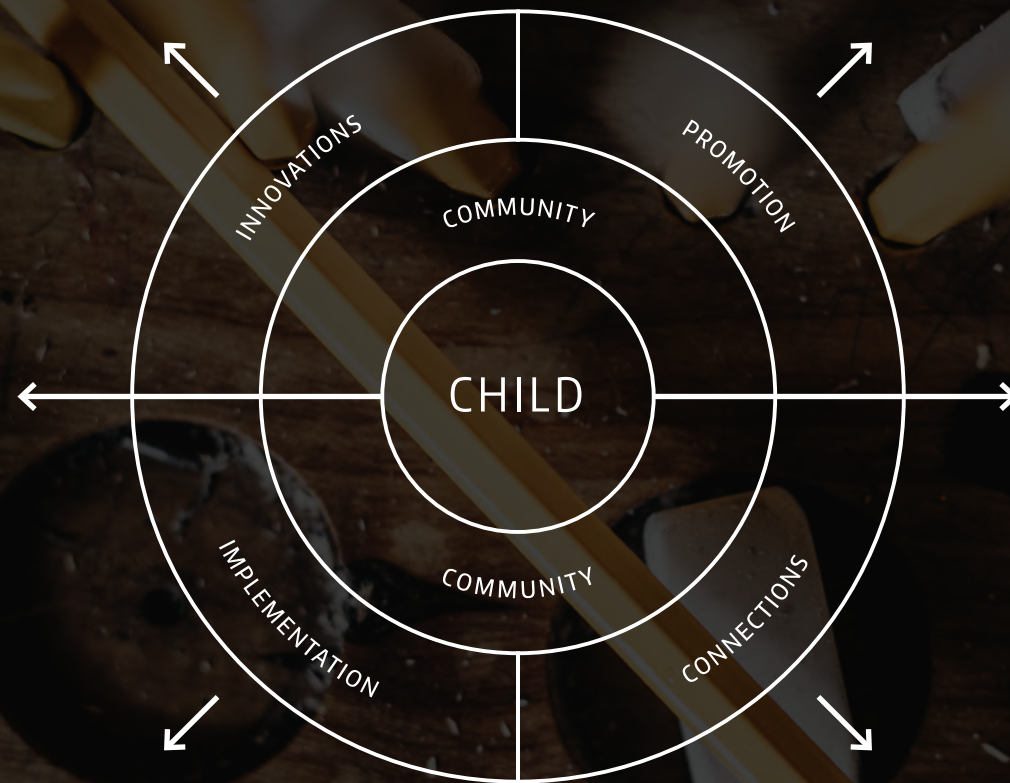 INNOVATIONS
PROMOTION
COMMUNITY
CHILD
COMMUNITY
IMPLEMENTATION
CONNECTIONS